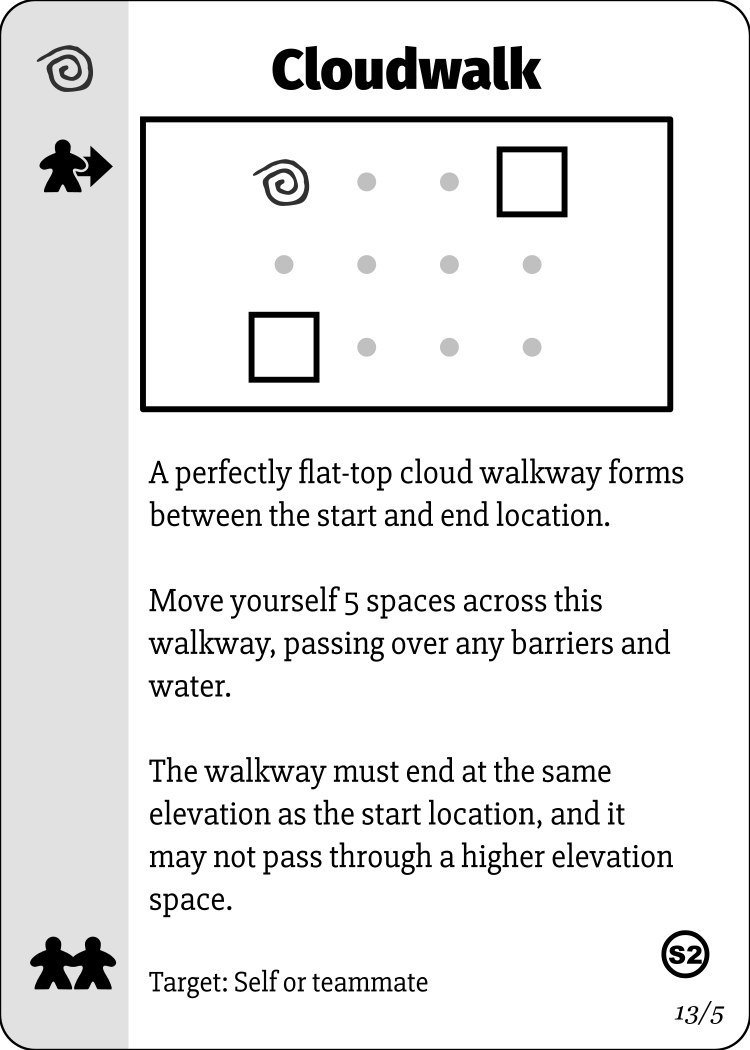 Cloudwalk
A perfectly flat-top cloud walkway forms
between the start and end location.
Move yourself 5 spaces across this
walkway, passing over any barriers and
water.
The walkway must end at the same
elevation as the start location, and it
may not pass through a higher elevation
space.
S2
Target: Self or teammate
13/5